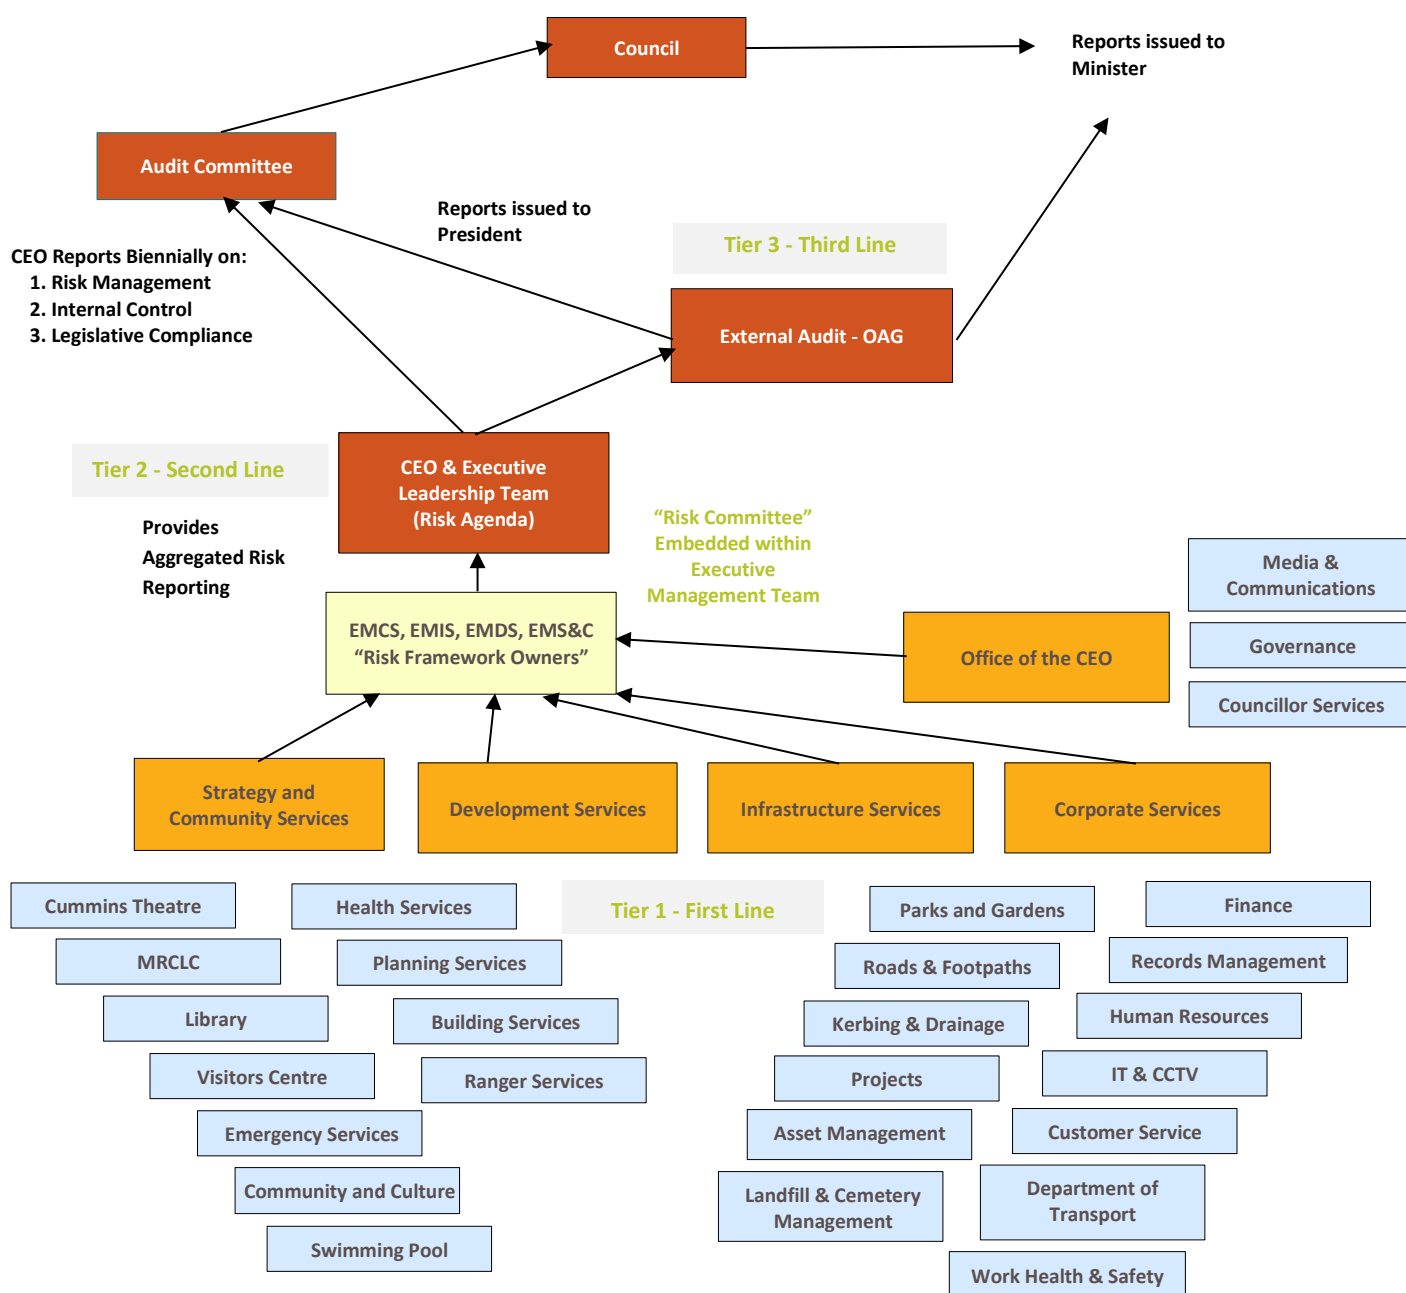 Council
Reports issued to
Minister
Audit Committee
Reports issued to
President
Tier 3 - Third Line
CEO Reports Biennially on:
1. Risk Management
2. Internal Control
3. Legislative Compliance
External Audit - OAG
Tier 2 - Second Line
CEO & Executive
Leadership Team
(Risk Agenda)
Provides
Aggregated Risk
Reporting
“Risk Committee”
Embedded within
Executive
Management Team
Media &
Communications
EMCS, EMIS, EMDS, EMS&C
“Risk Framework Owners”
Office of the CEO
Governance
Councillor Services
Strategy and
Community Services
Development Services
Infrastructure Services
Corporate Services
Tier 1 - First Line
Cummins Theatre
MRCLC
Library
Visitors Centre
Emergency Services
Community and Culture
Swimming Pool
Health Services
Planning Services
Building Services
Ranger Services
Parks and Gardens
Roads & Footpaths
Kerbing & Drainage
Projects
Asset Management
Landfill & Cemetery
Management
Finance
Records Management
Human Resources
IT & CCTV
Customer Service
Department of
Transport
Work Health & Safety